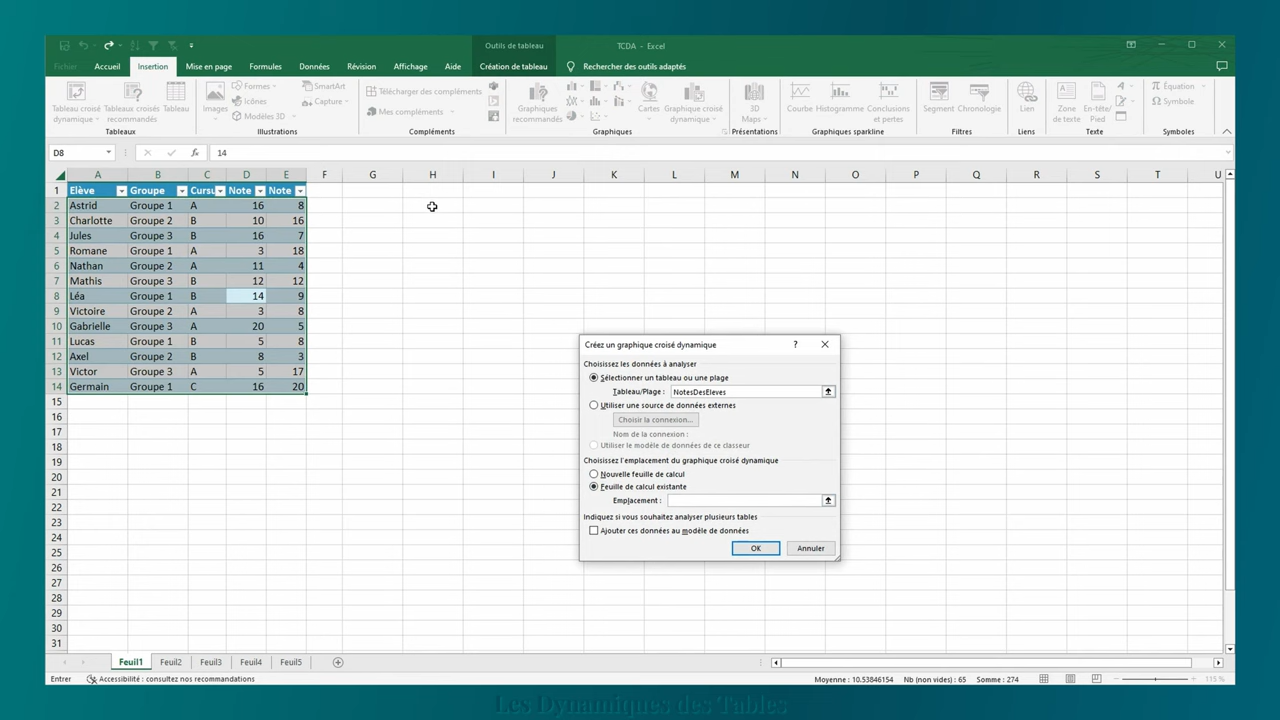 Outils de tableau
TCDA - Excel
Fichier Accueil Insertion Mise en page Formules Données Révision Affichage Aide Création de tableau Rechercher des outils adaptés
Tableau croisé dynamique
Tableaux croisés recommandés
Tableau
Tableaux
Images
Formes
Icônes
Modèles 3D
SmartArt
Capture
Illustrations
Télécharger des compléments
Mes compléments
Compléments
Graphiques recommandés
Cartes
Graphique croisé dynamique
Graphiques
3D Maps
Présentations
Courbe
Histogramme
Conclusions et pertes
Graphiques sparkline
Segment
Chronologie
Filtres
Lien
Liens
Zone de texte
En-tête/Pied
Texte
Équation
Symbole
Symboles
D8 fx 14
A B C D E F G H I J K L M N O P Q R S T U
1 Elève Groupe Cursu Note Note
2 Astrid Groupe 1 A 16 8
3 Charlotte Groupe 2 B 10 16
4 Jules Groupe 3 B 16 7
5 Romane Groupe 1 A 3 18
6 Nathan Groupe 2 A 11 4
7 Mathis Groupe 3 B 12 12
8 Léa Groupe 1 B 14 9
9 Victoire Groupe 2 A 3 8
10 Gabrielle Groupe 3 A 20 5
11 Lucas Groupe 1 B 5 8
12 Axel Groupe 2 B 8 3
13 Victor Groupe 3 A 5 17
14 Germain Groupe 1 C 16 20
15
16
17
18
19
20
21
22
23
24
25
26
27
28
29
30
31
Créez un graphique croisé dynamique ?
Choisissez les données à analyser
Sélectionner un tableau ou une plage
Tableau/Plage : NotesDesEleves
Utiliser une source de données externes
Choisir la connexion...
Nom de la connexion :
Utiliser le modèle de données de ce classeur
Choisissez l'emplacement du graphique croisé dynamique
Nouvelle feuille de calcul
Feuille de calcul existante
Emplacement :
Indiquez si vous souhaitez analyser plusieurs tables
Ajouter ces données au modèle de données
OK Annuler
Feuil1 Feuil2 Feuil3 Feuil4 Feuil5
Entrer Accessibilité : consultez nos recommandations Moyenne : 10.53846154 Nb (non vides) : 65 Somme : 274 115 %
Les Dynamiques des Tables